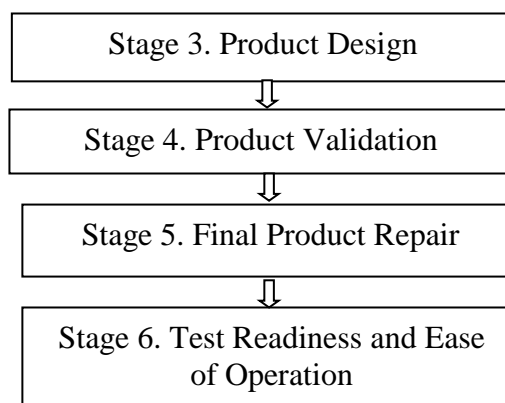 Stage 3. Product Design
Stage 4. Product Validation
Stage 5. Final Product Repair
Stage 6. Test Readiness and Ease
of Operation